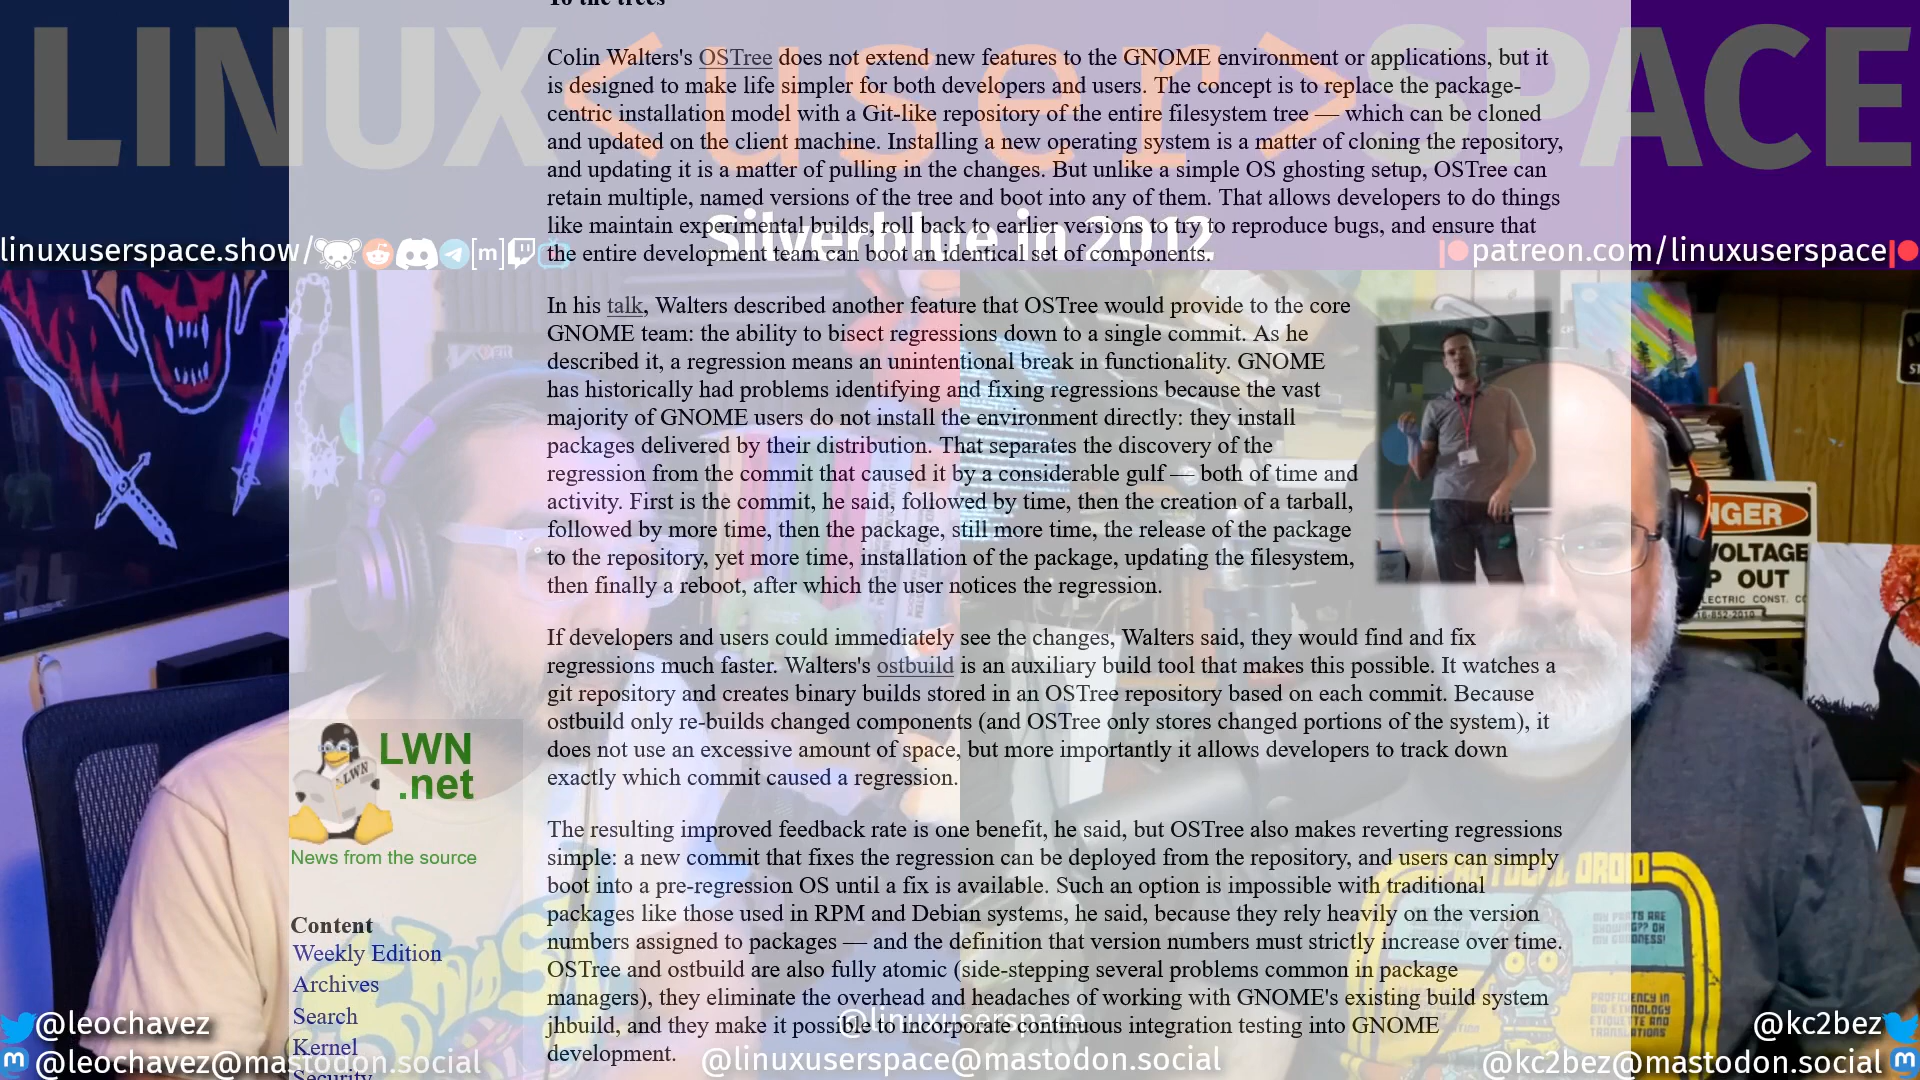 To the trees
LINUX<user>SPACE
Colin Walters's OSTree does not extend new features to the GNOME environment or applications, but it
is designed to make life simpler for both developers and users. The concept is to replace the package-
centric installation model with a Git-like repository of the entire filesystem tree — which can be cloned
and updated on the client machine. Installing a new operating system is a matter of cloning the repository,
and updating it is a matter of pulling in the changes. But unlike a simple OS ghosting setup, OSTree can
retain multiple, named versions of the tree and boot into any of them. That allows developers to do things
like maintain experimental builds, roll back to earlier versions to try to reproduce bugs, and ensure that
the entire development team can boot an identical set of components.
Silverblue in 2012
linuxuserspace.show/
[m]
patreon.com/linuxuserspace
In his talk, Walters described another feature that OSTree would provide to the core
GNOME team: the ability to bisect regressions down to a single commit. As he
described it, a regression means an unintentional break in functionality. GNOME
has historically had problems identifying and fixing regressions because the vast
majority of GNOME users do not install the environment directly: they install
packages delivered by their distribution. That separates the discovery of the
regression from the commit that caused it by a considerable gulf — both of time and
activity. First is the commit, he said, followed by time, then the creation of a tarball,
followed by more time, then the package, still more time, the release of the package
to the repository, yet more time, installation of the package, updating the filesystem,
then finally a reboot, after which the user notices the regression.
NGER
VOLTAGE
P OUT
LECTRIC CONST. CO
If developers and users could immediately see the changes, Walters said, they would find and fix
regressions much faster. Walters's ostbuild is an auxiliary build tool that makes this possible. It watches a
git repository and creates binary builds stored in an OSTree repository based on each commit. Because
ostbuild only re-builds changed components (and OSTree only stores changed portions of the system), it
does not use an excessive amount of space, but more importantly it allows developers to track down
exactly which commit caused a regression.
LWN
LWN
.net
News from the source
The resulting improved feedback rate is one benefit, he said, but OSTree also makes reverting regressions
simple: a new commit that fixes the regression can be deployed from the repository, and users can simply
boot into a pre-regression OS until a fix is available. Such an option is impossible with traditional
packages like those used in RPM and Debian systems, he said, because they rely heavily on the version
numbers assigned to packages — and the definition that version numbers must strictly increase over time.
OSTree and ostbuild are also fully atomic (side-stepping several problems common in package
managers), they eliminate the overhead and headaches of working with GNOME's existing build system
jhbuild, and they make it possible to incorporate continuous integration testing into GNOME
development.
PROTOCOL DROID
MY PARTS ARE
SHOWING?? OH
MY GOODNESS!
PROFICIENCY IN
ETIQUETTE AND
TRANSLATIONS
Content
Weekly Edition
Archives
Search
Kernel
Security
@leochavez
@leochavez@mastodon.social
@linuxuserspace
@linuxuserspace@mastodon.social
@kc2bez
@kc2bez@mastodon.social